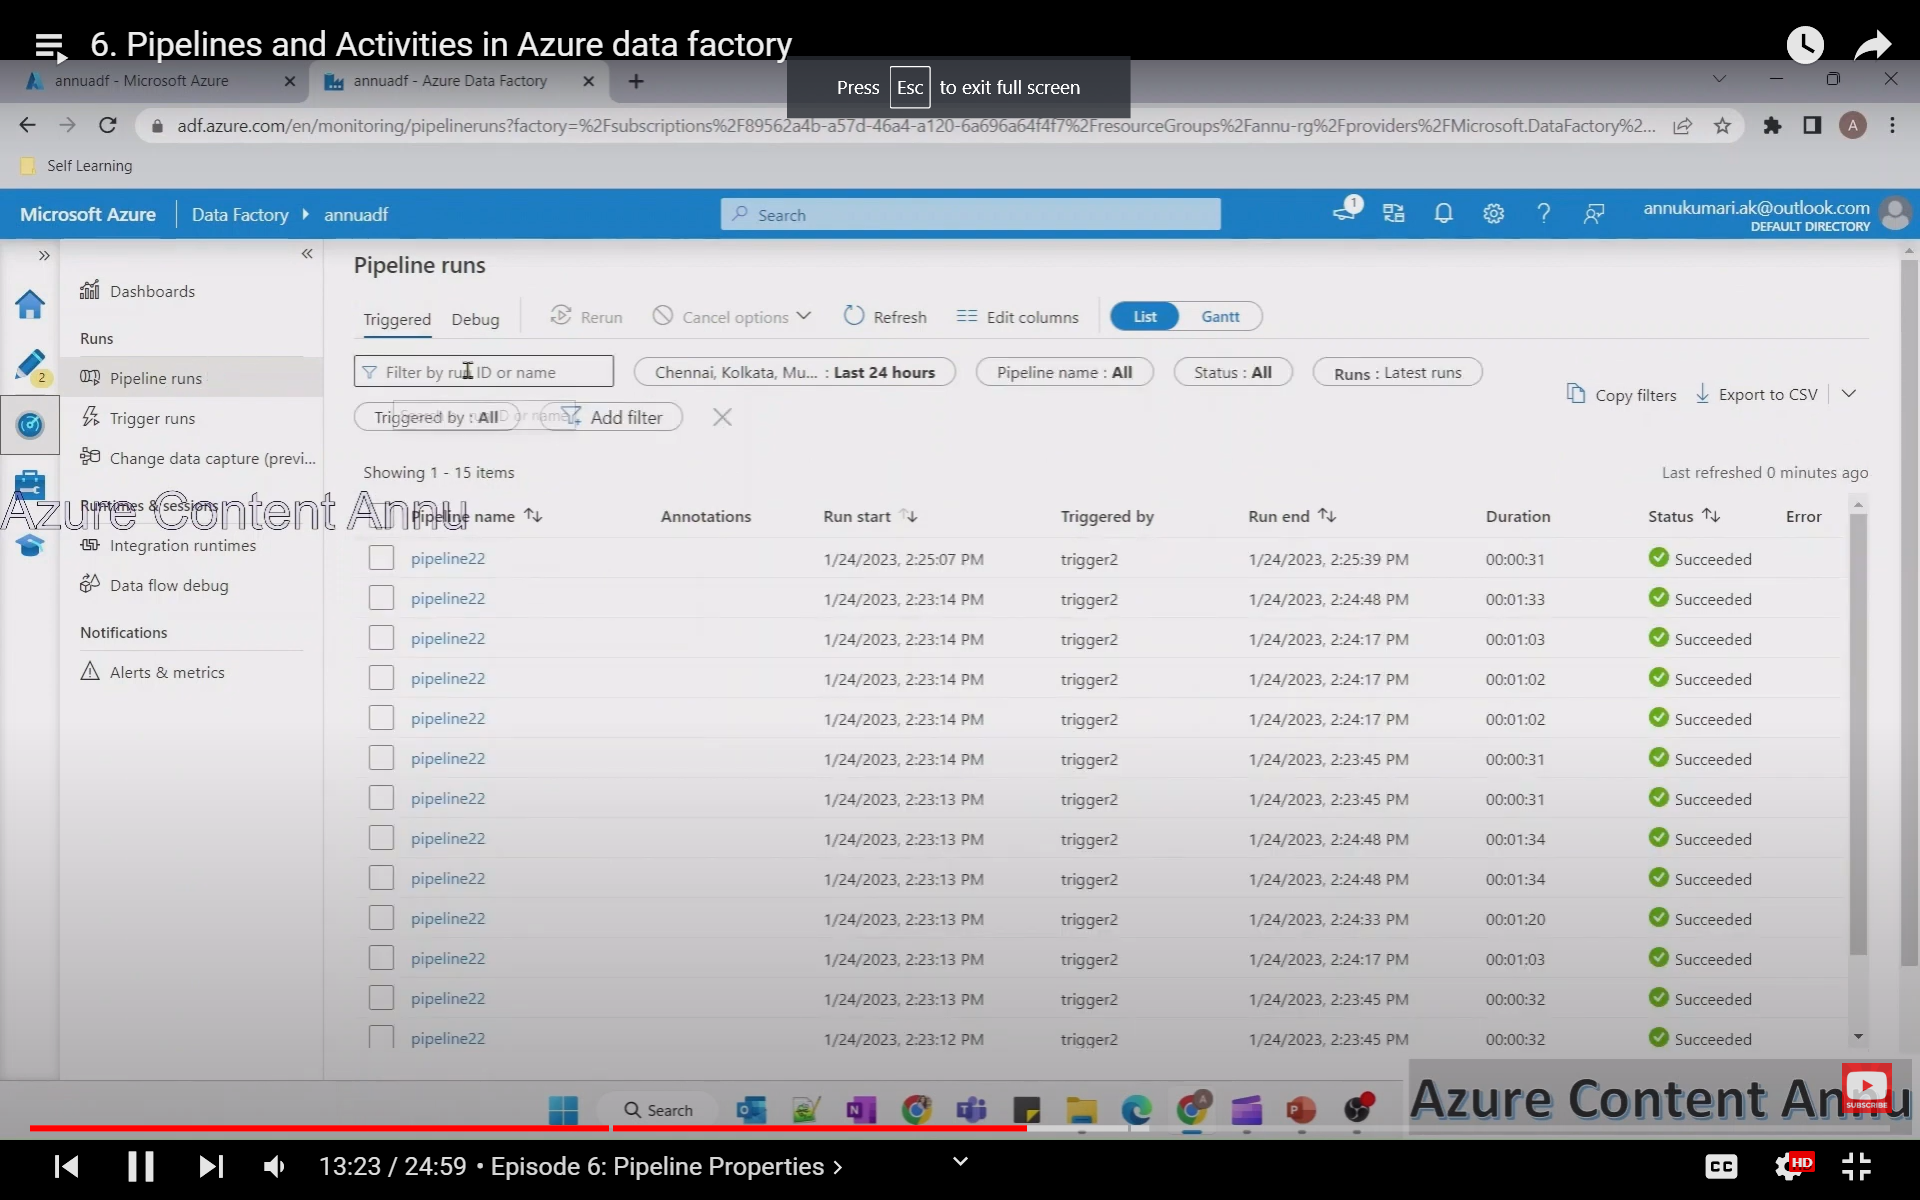 6. Pipelines and Activities in Azure data factory
annuadf - Microsoft Azure
annuadf - Azure Data Factory
Press Esc to exit full screen
adf.azure.com/en/monitoring/pipelineruns?factory=%2Fsubscriptions%2F89562a4b-a57d-46a4-a120-6a696a64f4f7%2FresourceGroups%2Fannu-rg%2Fproviders%2FMicrosoft.DataFactory%2...
A
Self Learning
Microsoft Azure
Data Factory
annuadf
Search
1
annukumari.ak@outlook.com
DEFAULT DIRECTORY
2
Dashboards
Runs
Pipeline runs
Trigger runs
Change data capture (previ...
Runtimes & sessions
Integration runtimes
Data flow debug
Notifications
Alerts & metrics
Azure Content Annu
Pipeline runs
Triggered Debug Rerun Cancel options Refresh Edit columns List Gantt
Filter by run ID or name Chennai, Kolkata, Mu... : Last 24 hours Pipeline name : All Status : All Runs : Latest runs
Triggered by : All Add filter
Copy filters Export to CSV
Showing 1 - 15 items
Last refreshed 0 minutes ago
Pipeline name Annotations Run start Triggered by Run end Duration Status Error
pipeline22 1/24/2023, 2:25:07 PM trigger2 1/24/2023, 2:25:39 PM 00:00:31 Succeeded
pipeline22 1/24/2023, 2:23:14 PM trigger2 1/24/2023, 2:24:48 PM 00:01:33 Succeeded
pipeline22 1/24/2023, 2:23:14 PM trigger2 1/24/2023, 2:24:17 PM 00:01:03 Succeeded
pipeline22 1/24/2023, 2:23:14 PM trigger2 1/24/2023, 2:24:17 PM 00:01:02 Succeeded
pipeline22 1/24/2023, 2:23:14 PM trigger2 1/24/2023, 2:24:17 PM 00:01:02 Succeeded
pipeline22 1/24/2023, 2:23:14 PM trigger2 1/24/2023, 2:23:45 PM 00:00:31 Succeeded
pipeline22 1/24/2023, 2:23:13 PM trigger2 1/24/2023, 2:23:45 PM 00:00:31 Succeeded
pipeline22 1/24/2023, 2:23:13 PM trigger2 1/24/2023, 2:24:48 PM 00:01:34 Succeeded
pipeline22 1/24/2023, 2:23:13 PM trigger2 1/24/2023, 2:24:48 PM 00:01:34 Succeeded
pipeline22 1/24/2023, 2:23:13 PM trigger2 1/24/2023, 2:24:33 PM 00:01:20 Succeeded
pipeline22 1/24/2023, 2:23:13 PM trigger2 1/24/2023, 2:24:17 PM 00:01:03 Succeeded
pipeline22 1/24/2023, 2:23:13 PM trigger2 1/24/2023, 2:23:45 PM 00:00:32 Succeeded
pipeline22 1/24/2023, 2:23:12 PM trigger2 1/24/2023, 2:23:45 PM 00:00:32 Succeeded
Search
Azure Content Annu
SUBSCRIBE
13:23 / 24:59 • Episode 6: Pipeline Properties
CC
HD